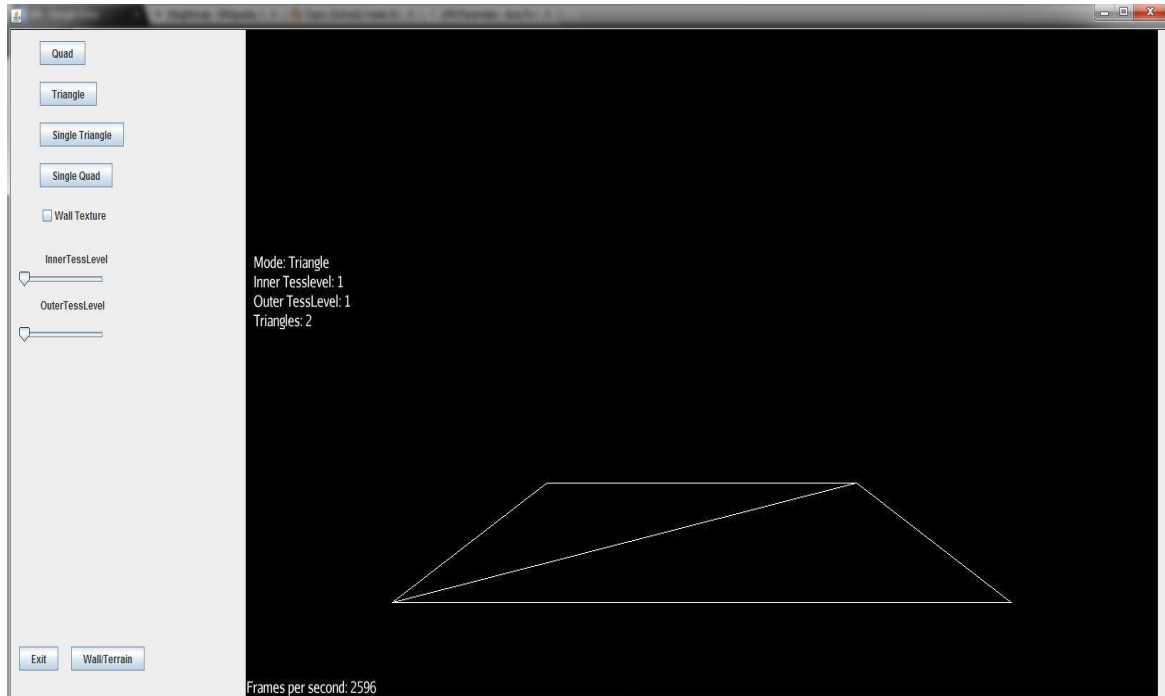 Quad
Triangle
Single Triangle
Single Quad
Wall Texture
InnerTessLevel
OuterTessLevel
Mode: Triangle
Inner Tesslevel: 1
Outer TessLevel: 1
Triangles: 2
Exit
Wall/Terrain
Frames per second: 2596